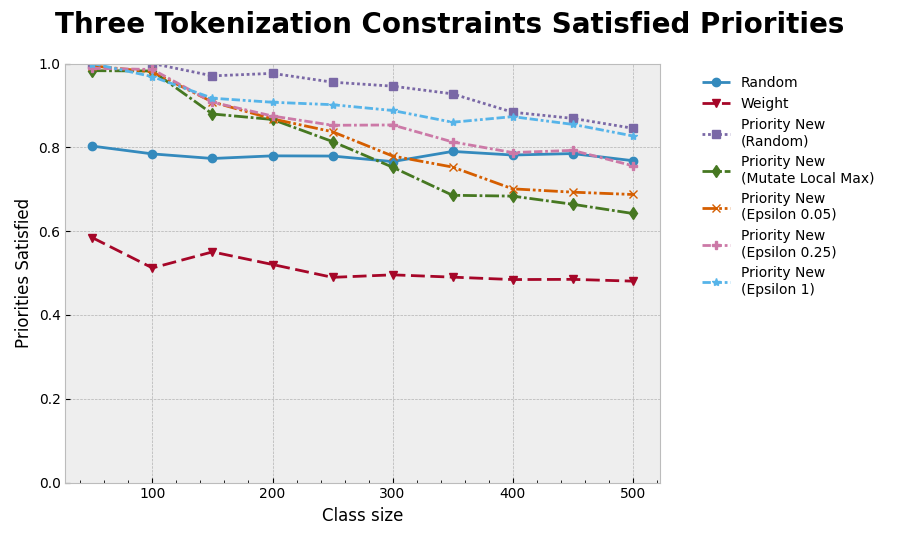 Three Tokenization Constraints Satisfied Priorities
1.0
0.8
0.6
0.4
0.2
0.0
Priorities Satisfied
100
200
300
400
500
Class size
Random
Weight
Priority New
(Random)
Priority New
(Mutate Local Max)
Priority New
(Epsilon 0.05)
Priority New
(Epsilon 0.25)
Priority New
(Epsilon 1)